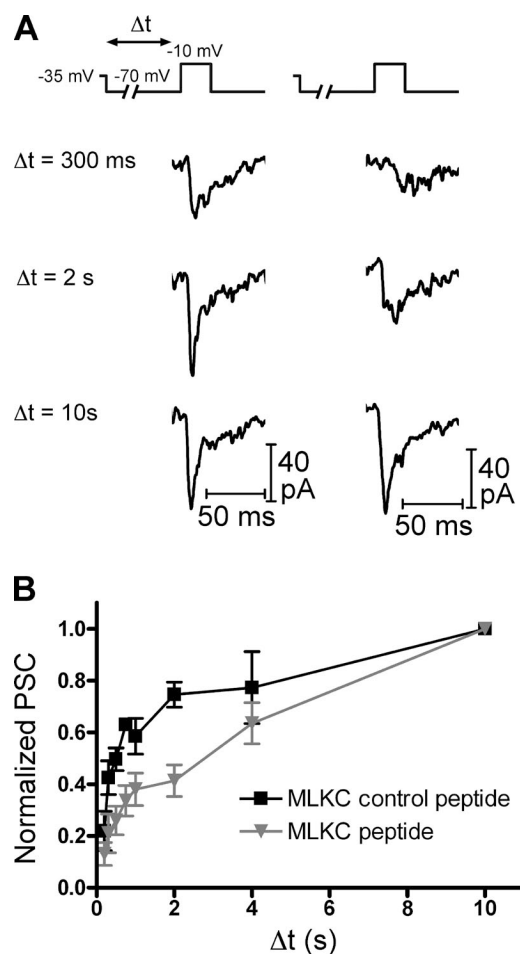 A
Δt
-10 mV
-35 mV
-70 mV
Δt = 300 ms
Δt = 2 s
Δt = 10s
40
pA
50 ms
40
pA
50 ms
B
Normalized PSC
1.0
0.8
0.6
0.4
0.2
0.0
MLKC control peptide
MLKC peptide
0
2
4
6
8
10
Δt (s)